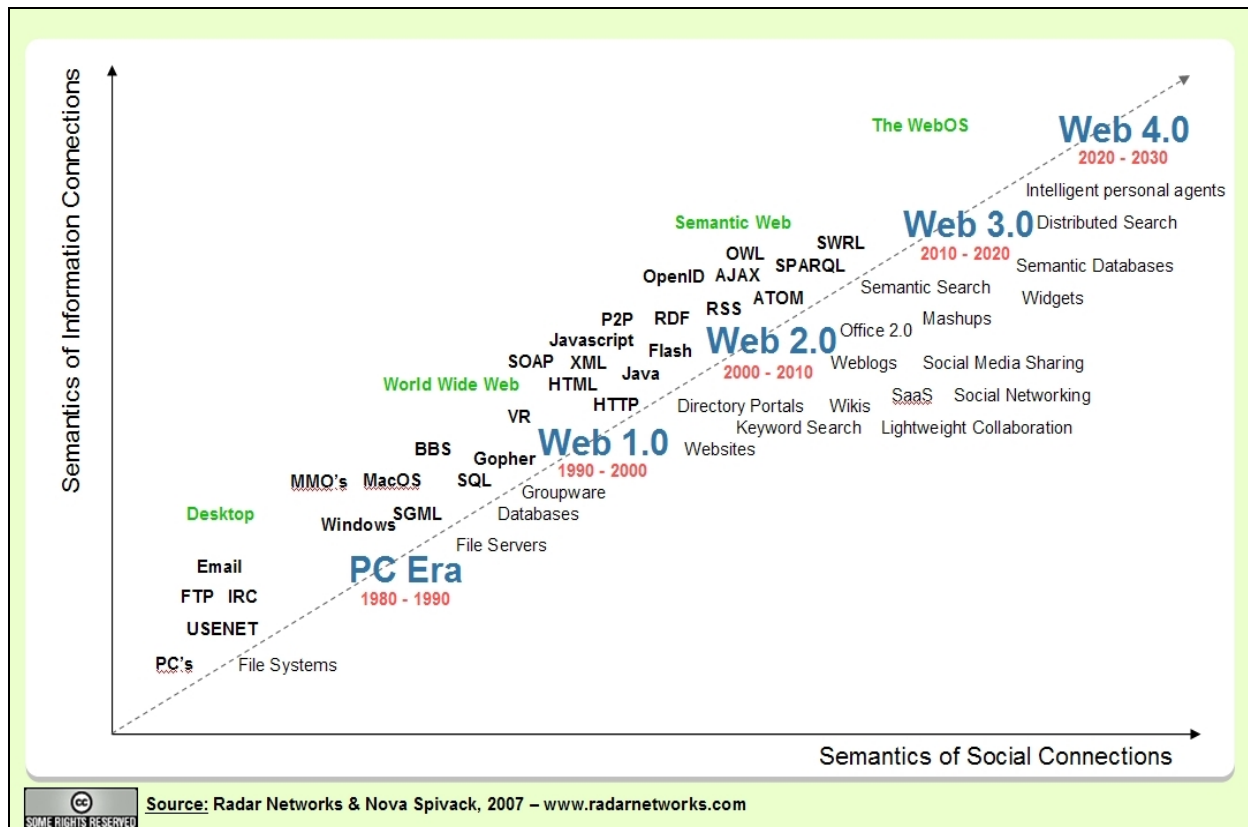 Semantics of Information Connections
The WebOS
Web 4.0
2020 - 2030
Intelligent personal agents
Semantic Web
Web 3.0
Distributed Search
2010 - 2020
SWRL
OWL
SPARQL
Semantic Databases
OpenID
AJAX
Semantic Search
Widgets
ATOM
RSS
P2P
RDF
Mashups
Javascript
Web 2.0
Office 2.0
Flash
SOAP
XML
Weblogs
Social Media Sharing
Java
2000 - 2010
World Wide Web
HTML
SaaS
Social Networking
HTTP
Directory Portals
Wikis
VR
Keyword Search
Lightweight Collaboration
Web 1.0
Websites
BBS
Gopher
1990 - 2000
MMO's
MacOS
SQL
Groupware
Desktop
SGML
Databases
Windows
File Servers
Email
PC Era
1980 - 1990
FTP
IRC
USENET
PC's
File Systems
Semantics of Social Connections
cc
SOME RIGHTS RESERVED
Source: Radar Networks & Nova Spivack, 2007 – www.radarnetworks.com